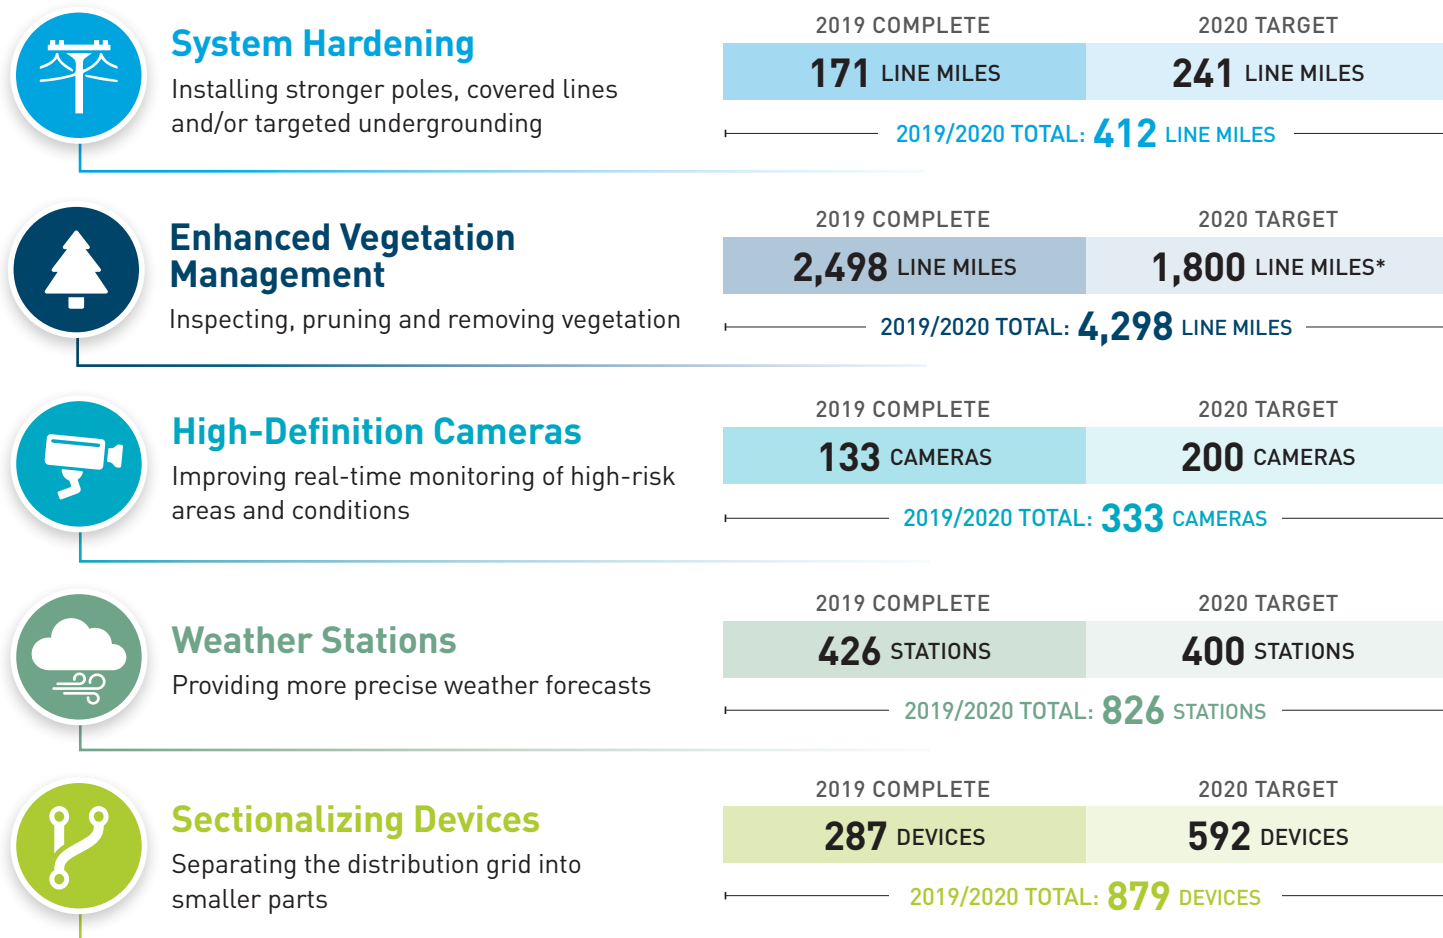 System Hardening
Installing stronger poles, covered lines
and/or targeted undergrounding
2019 COMPLETE
2020 TARGET
171 LINE MILES
241 LINE MILES
2019/2020 TOTAL: 412 LINE MILES
Enhanced Vegetation
Management
Inspecting, pruning and removing vegetation
2019 COMPLETE
2020 TARGET
2,498 LINE MILES
1,800 LINE MILES*
2019/2020 TOTAL: 4,298 LINE MILES
High-Definition Cameras
Improving real-time monitoring of high-risk
areas and conditions
2019 COMPLETE
2020 TARGET
133 CAMERAS
200 CAMERAS
2019/2020 TOTAL: 333 CAMERAS
Weather Stations
Providing more precise weather forecasts
2019 COMPLETE
2020 TARGET
426 STATIONS
400 STATIONS
2019/2020 TOTAL: 826 STATIONS
Sectionalizing Devices
Separating the distribution grid into
smaller parts
2019 COMPLETE
2020 TARGET
287 DEVICES
592 DEVICES
2019/2020 TOTAL: 879 DEVICES